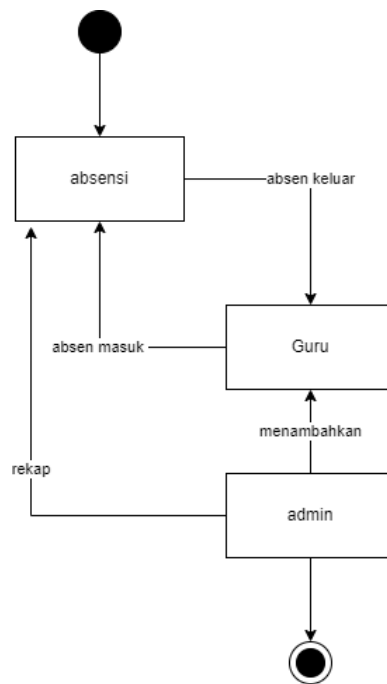 absensi
absen keluar
absen masuk
Guru
menambahkan
rekap
admin